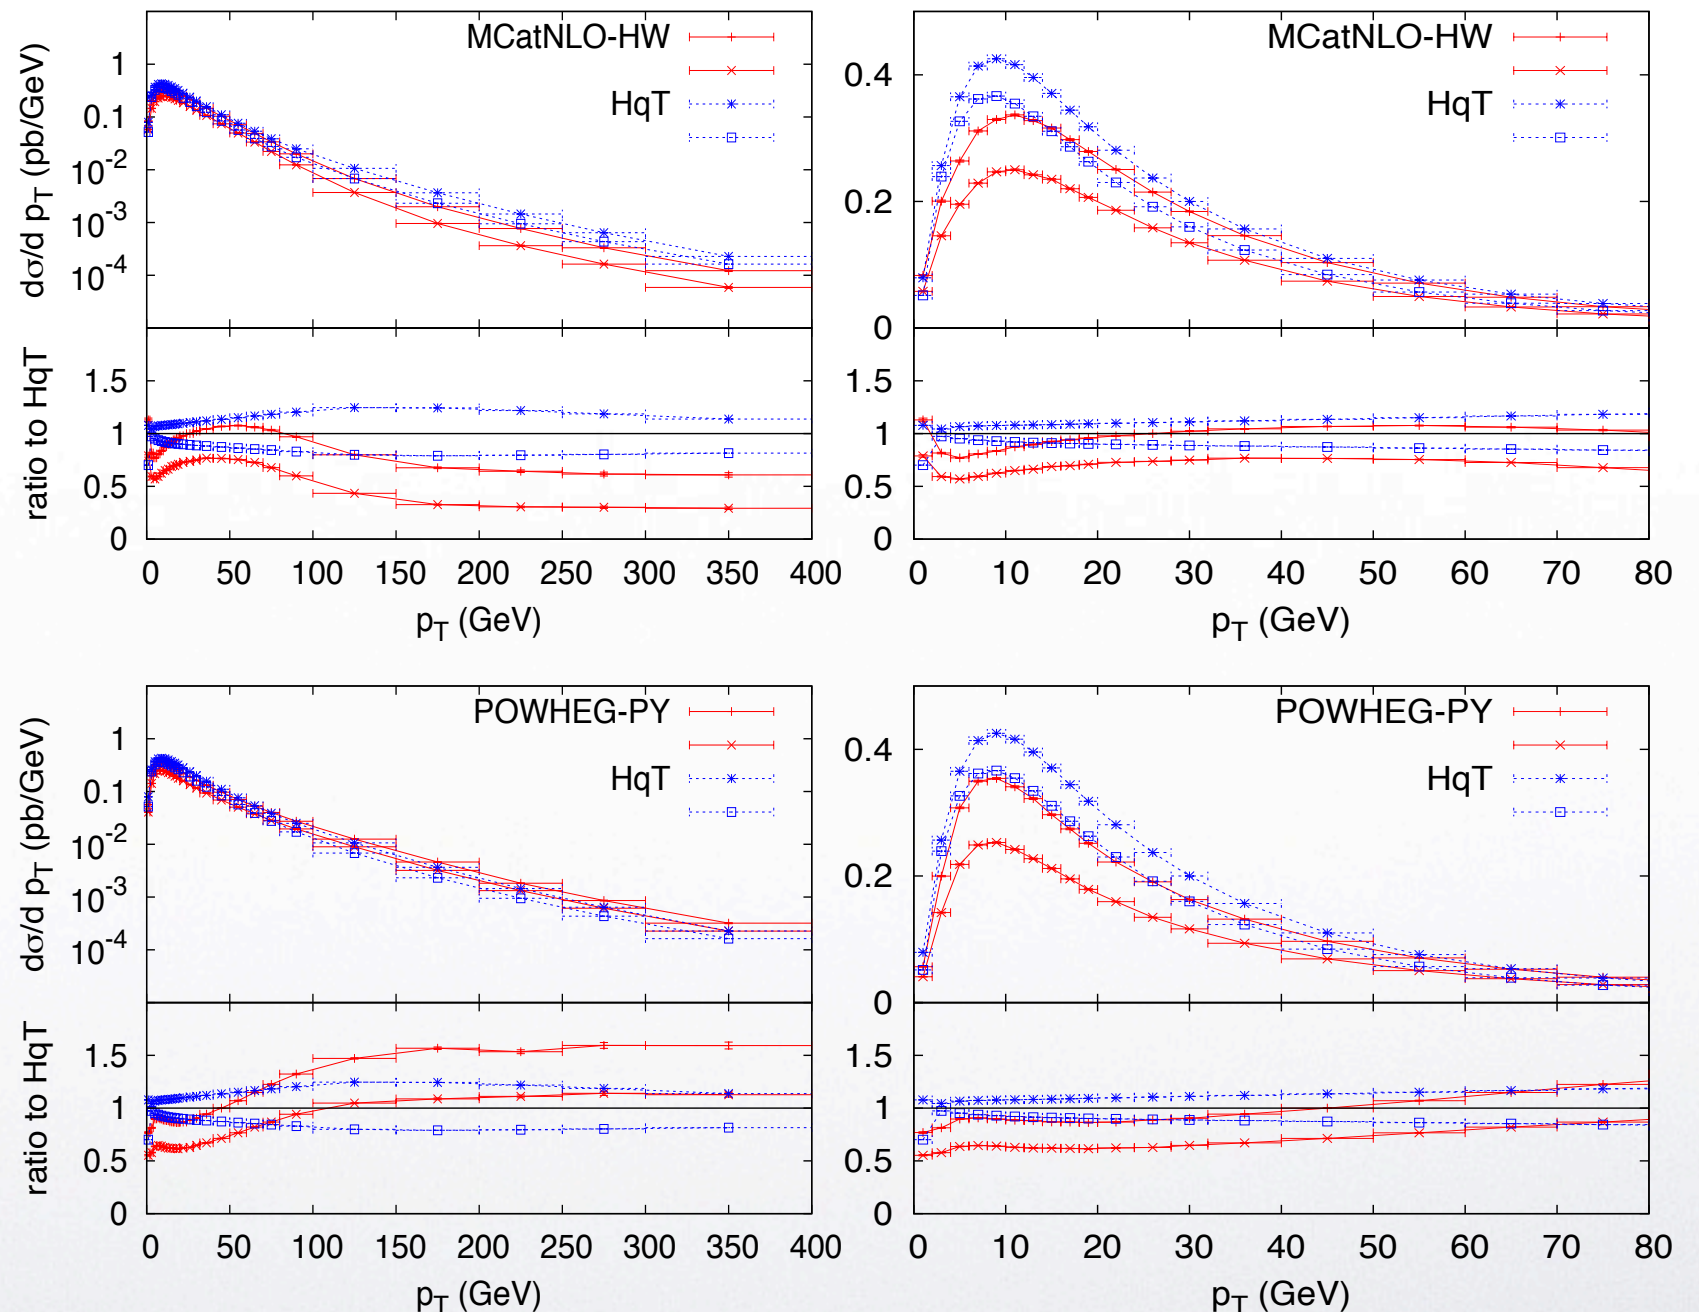 MCatNLO-HW
HqT
dσ/d p_T (pb/GeV)
1
0.1
10^-2
10^-3
10^-4
ratio to HqT
1.5
1
0.5
0
0 50 100 150 200 250 300 350 400
p_T (GeV)
MCatNLO-HW
HqT
0.4
0.2
0
1.5
1
0.5
0
0 10 20 30 40 50 60 70 80
p_T (GeV)
POWHEG-PY
HqT
dσ/d p_T (pb/GeV)
1
0.1
10^-2
10^-3
10^-4
ratio to HqT
1.5
1
0.5
0
0 50 100 150 200 250 300 350 400
p_T (GeV)
POWHEG-PY
HqT
0.4
0.2
0
1.5
1
0.5
0
0 10 20 30 40 50 60 70 80
p_T (GeV)